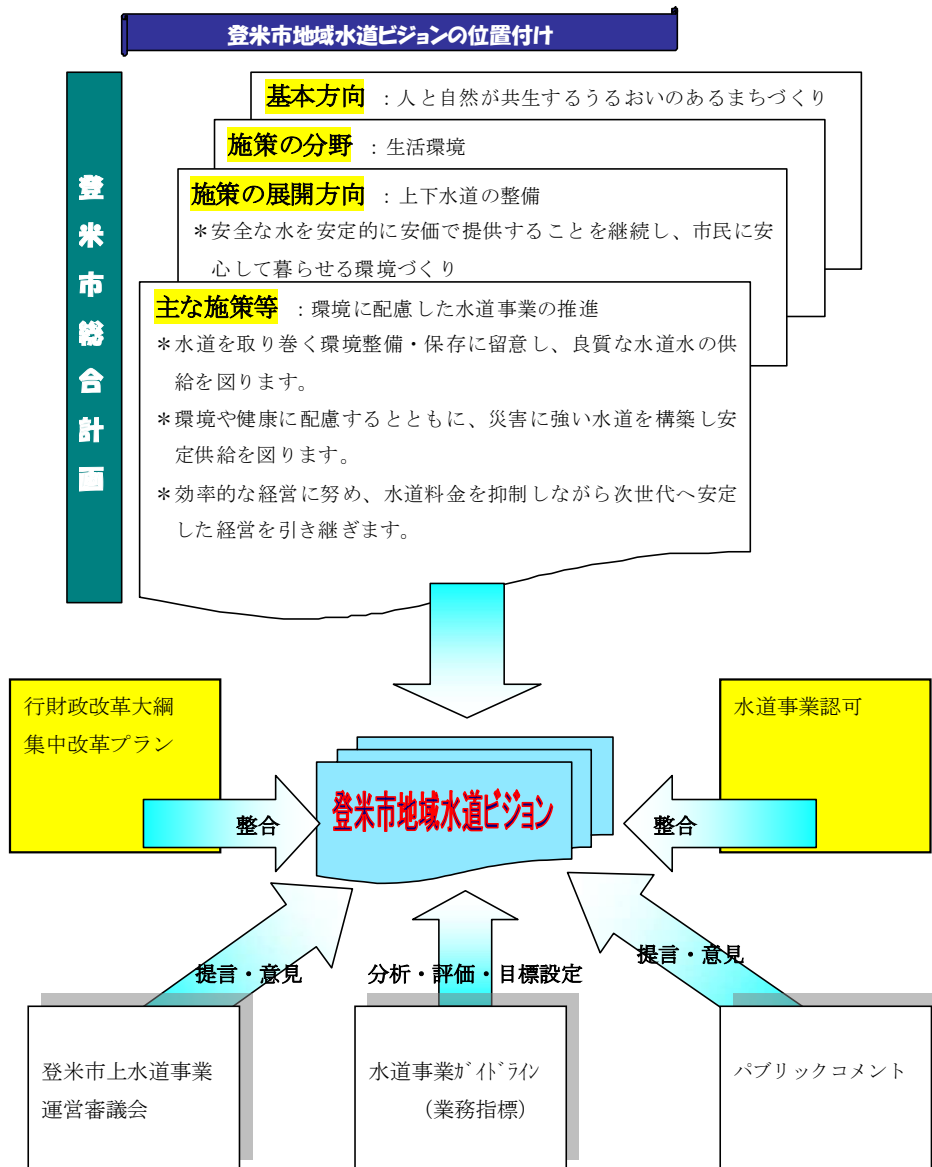 登米市地域水道ビジョンの位置付け
登米市総合計画
基本方向 ：人と自然が共生するうるおいのあるまちづくり
施策の分野 ：生活環境
施策の展開方向 ：上下水道の整備
＊安全な水を安定的に安価で提供することを継続し、市民に安
心して暮らせる環境づくり
主な施策等 ：環境に配慮した水道事業の推進
＊水道を取り巻く環境整備・保存に留意し、良質な水道水の供
給を図ります。
＊環境や健康に配慮するとともに、災害に強い水道を構築し安
定供給を図ります。
＊効率的な経営に努め、水道料金を抑制しながら次世代へ安定
した経営を引き継ぎます。
行財政改革大綱
集中改革プラン
水道事業認可
整合
登米市地域水道ビジョン
整合
提言・意見
分析・評価・目標設定
提言・意見
登米市上水道事業
運営審議会
水道事業ｶﾞｲﾄﾞﾗｲﾝ
（業務指標）
パブリックコメント